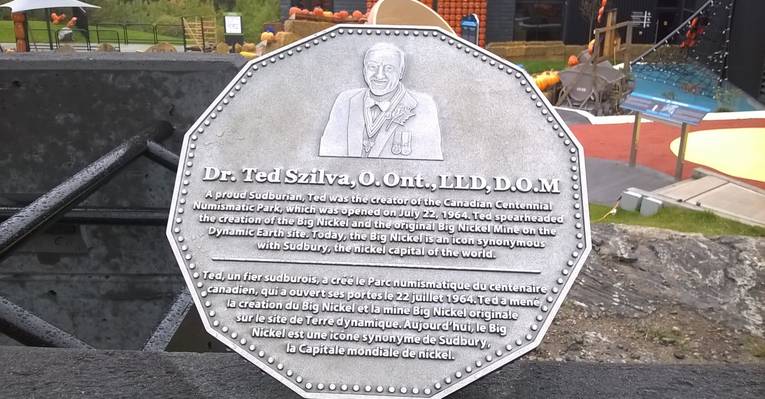 Dr. Ted Szilva, O. Ont., LLD, D.O.M
A proud Sudburian, Ted was the creator of the Canadian Centennial
Numismatic Park, which was opened on July 22, 1964. Ted spearheaded
the creation of the Big Nickel and the original Big Nickel Mine on the
Dynamic Earth site. Today, the Big Nickel is an icon synonymous
with Sudbury, the nickel capital of the world.
Ted, un fier sudburois, a créé le Parc numismatique du centenaire
canadien, qui a ouvert ses portes le 22 juillet 1964. Ted a mené
la création du Big Nickel et la mine Big Nickel originale
sur le site de Terre dynamique. Aujourd'hui, le Big
Nickel est une icône synonyme de Sudbury,
la Capitale mondiale de nickel.